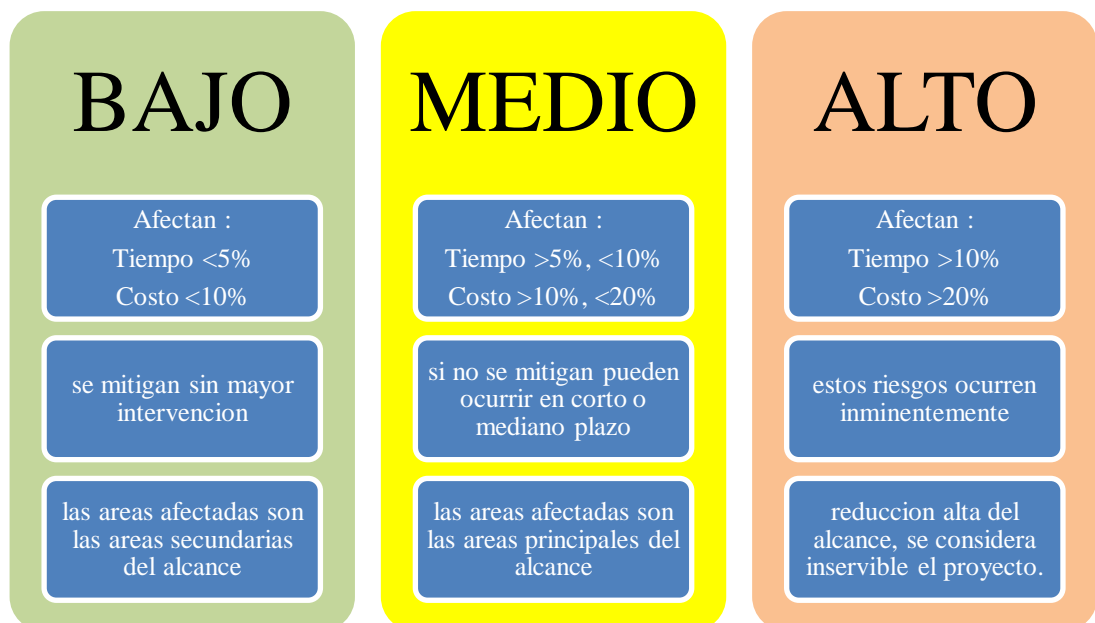 BAJO
Afectan :
Tiempo <5%
Costo <10%
se mitigan sin mayor
intervencion
las areas afectadas son
las areas secundarias
del alcance
MEDIO
Afectan :
Tiempo >5%, <10%
Costo >10%, <20%
si no se mitigan pueden
ocurrir en corto o
mediano plazo
las areas afectadas son
las areas principales del
alcance
ALTO
Afectan :
Tiempo >10%
Costo >20%
estos riesgos ocurren
inminentemente
reduccion alta del
alcance, se considera
inservible el proyecto.